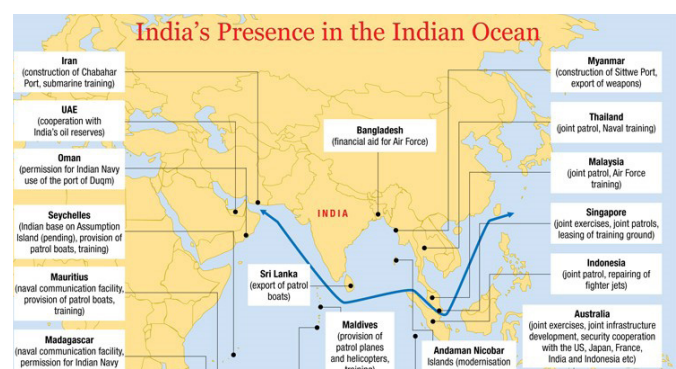 India's Presence in the Indian Ocean
Iran
(construction of Chabahar
Port, submarine training)
UAE
(cooperation with
India's oil reserves)
Oman
(permission for Indian Navy
use of the port of Duqm)
Seychelles
(Indian base on Assumption
Island (pending), provision of
patrol boats, training)
Mauritius
(naval communication facility,
provision of patrol boats,
training)
Madagascar
(naval communication facility,
permission for Indian Navy
Bangladesh
(financial aid for Air Force)
INDIA
Sri Lanka
(export of patrol
boats)
Maldives
(provision of
patrol planes
and helicopters,
training)
Myanmar
(construction of Sittwe Port,
export of weapons)
Thailand
(joint patrol, Naval training)
Malaysia
(joint patrol, Air Force
training)
Singapore
(joint exercises, joint patrols,
leasing of training ground)
Indonesia
(joint patrol, repairing of
fighter jets)
Australia
(joint exercises, joint infrastructure
development, security cooperation
with the US, Japan, France,
India and Indonesia etc)
Andaman Nicobar
Islands (modernisation